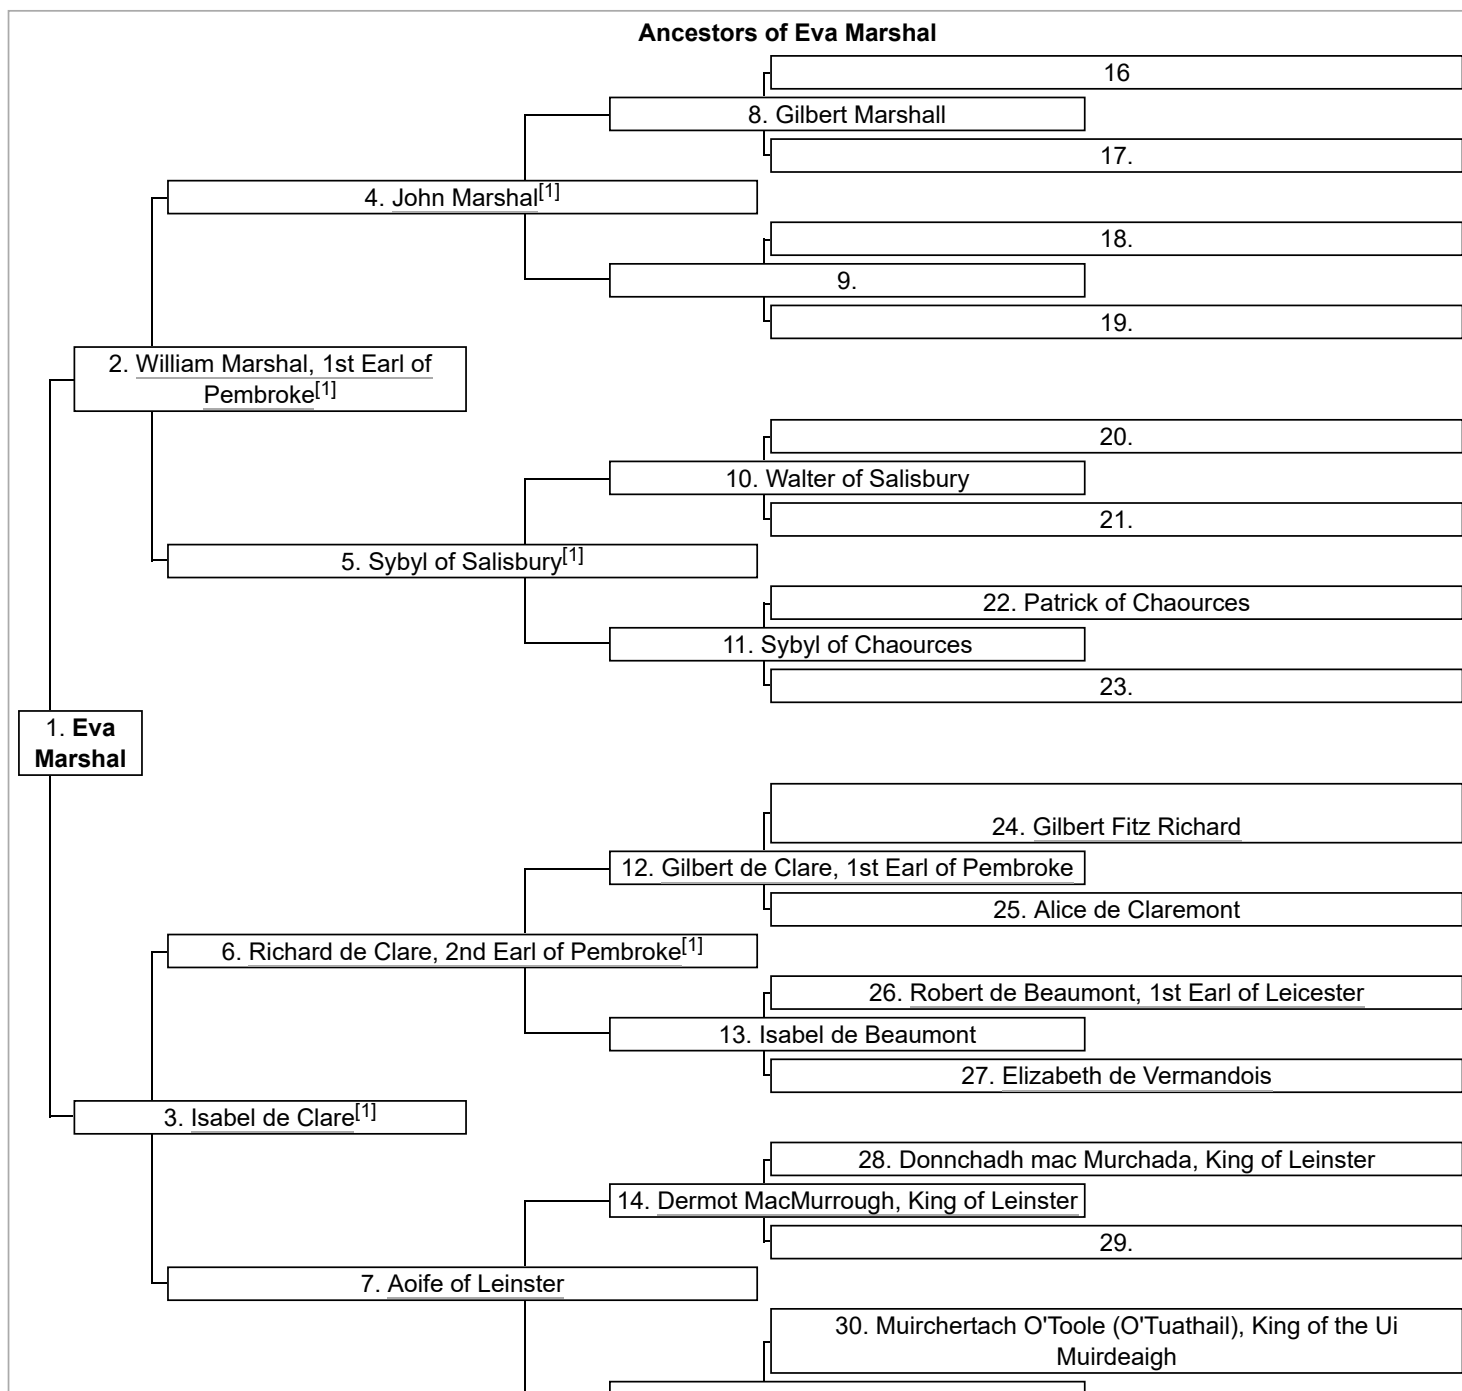 Ancestors of Eva Marshal
16
8. Gilbert Marshall
17.
4. John Marshal[1]
18.
9.
19.
2. William Marshal, 1st Earl of
Pembroke[1]
20.
10. Walter of Salisbury
21.
5. Sybyl of Salisbury[1]
22. Patrick of Chaources
11. Sybyl of Chaources
23.
1. Eva
Marshal
24. Gilbert Fitz Richard
12. Gilbert de Clare, 1st Earl of Pembroke
25. Alice de Claremont
6. Richard de Clare, 2nd Earl of Pembroke[1]
26. Robert de Beaumont, 1st Earl of Leicester
13. Isabel de Beaumont
27. Elizabeth de Vermandois
3. Isabel de Clare[1]
28. Donnchadh mac Murchada, King of Leinster
14. Dermot MacMurrough, King of Leinster
29.
7. Aoife of Leinster
30. Muirchertach O'Toole (O'Tuathail), King of the Ui
Muirdeaigh